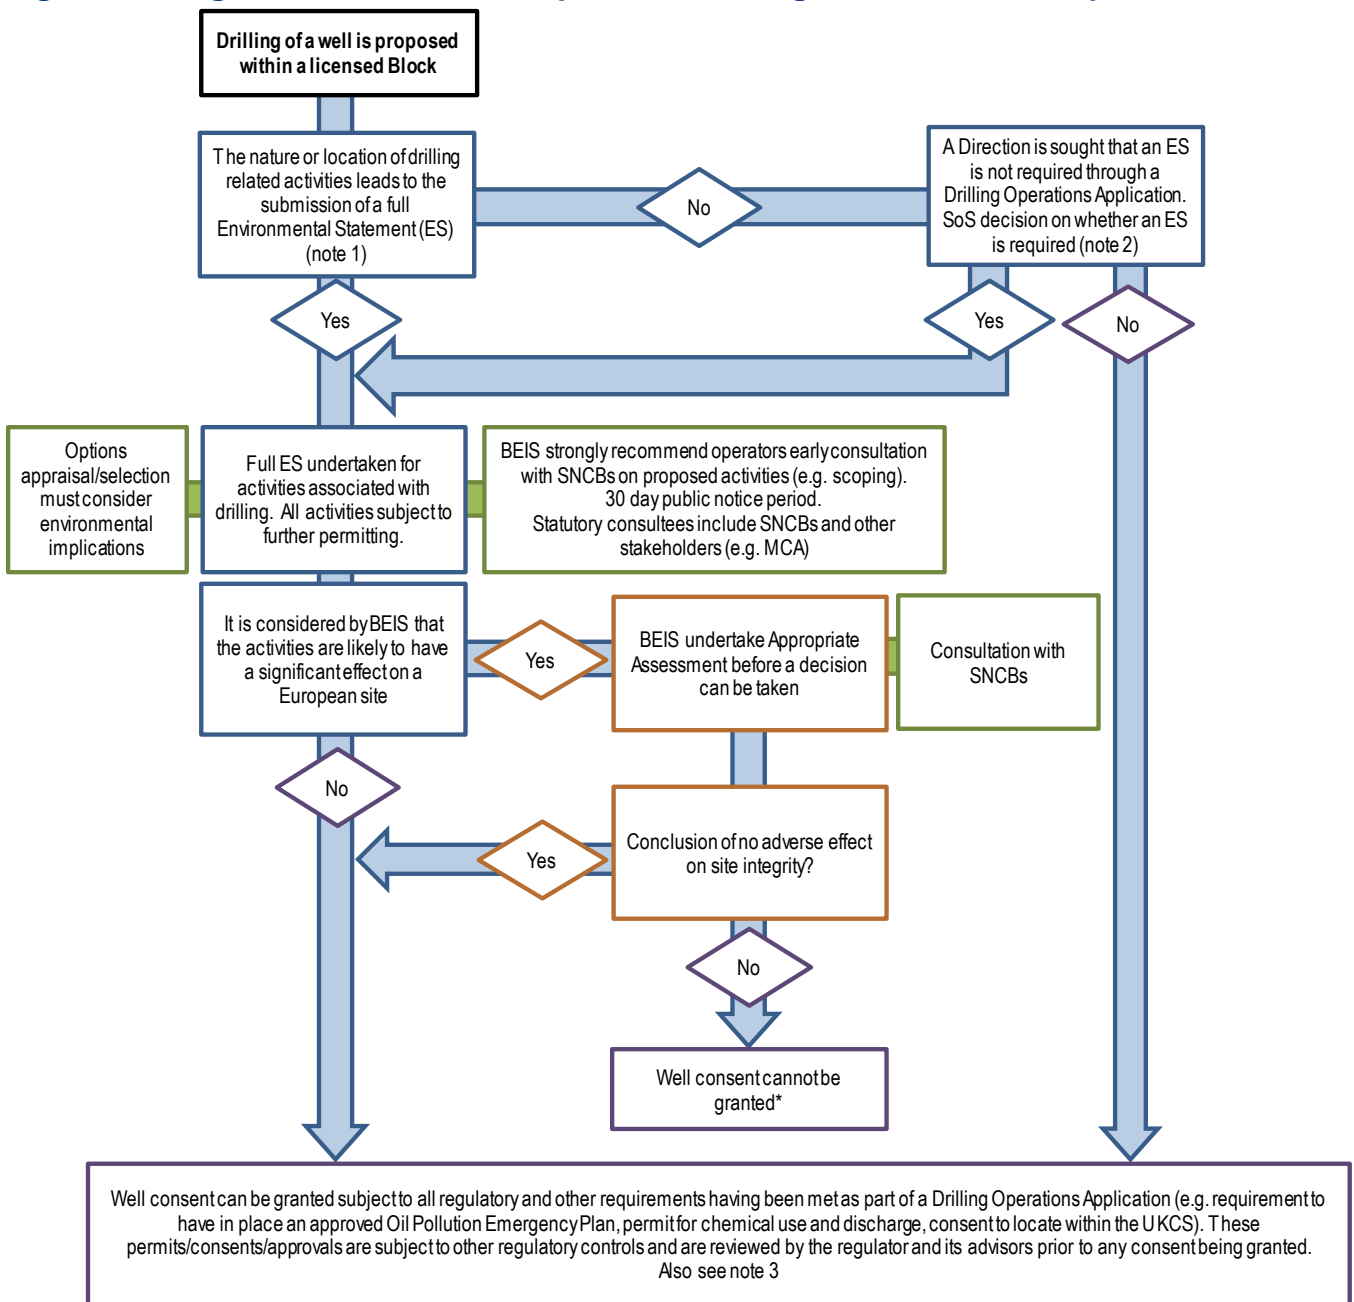 Drilling of a well is proposed
within a licensed Block
The nature or location of drilling
related activities leads to the
submission of a full
Environmental Statement (ES)
(note 1)
No
A Direction is sought that an ES
is not required through a
Drilling Operations Application.
SoS decision on whether an ES
is required (note 2)
Yes
Yes
No
Options
appraisal/selection
must consider
environmental
implications
Full ES undertaken for
activities associated with
drilling. All activities subject to
further permitting.
BEIS strongly recommend operators early consultation
with SNCBs on proposed activities (e.g. scoping).
30 day public notice period.
Statutory consultees include SNCBs and other
stakeholders (e.g. MCA)
It is considered by BEIS that
the activities are likely to have
a significant effect on a
European site
Yes
BEIS undertake Appropriate
Assessment before a decision
can be taken
Consultation with
SNCBs
No
Yes
Conclusion of no adverse effect
on site integrity?
No
Well consent cannot be
granted*
Well consent can be granted subject to all regulatory and other requirements having been met as part of a Drilling Operations Application (e.g. requirement to
have in place an approved Oil Pollution Emergency Plan, permit for chemical use and discharge, consent to locate within the UKCS). These
permits/consents/approvals are subject to other regulatory controls and are reviewed by the regulator and its advisors prior to any consent being granted.
Also see note 3